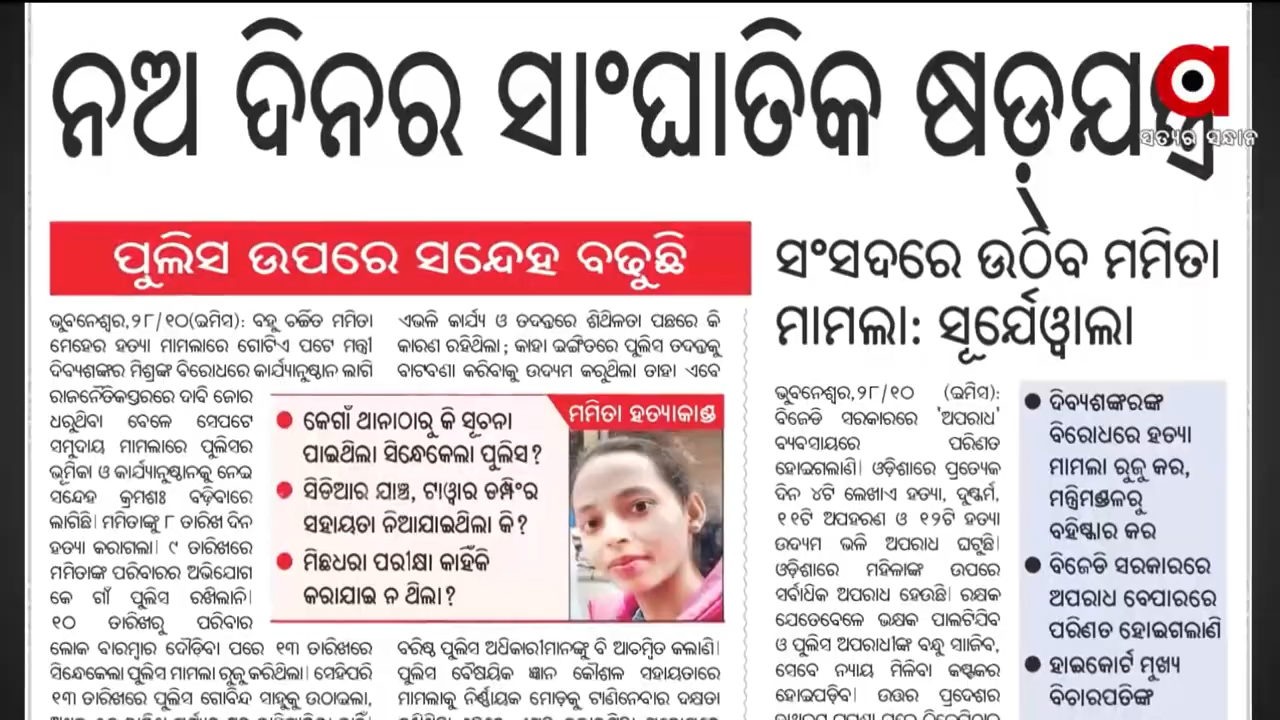 ନଅ ଦିନର ସାଂଘାତିକ ଷଡ଼ଯନ୍ତ୍ର
ସତ୍ୟର ସନ୍ଧାନ
ପୁଲିସ ଉପରେ ସନ୍ଦେହ ବଢୁଛି
ଭୁବନେଶ୍ୱର,୨୮/୧୦(ଇମିସ): ବହୁ ଚର୍ଚ୍ଚିତ ମମିତା
ମେହେର ହତ୍ୟା ମାମଲାରେ ଗୋଟିଏ ପଟେ ମନ୍ତ୍ରୀ
ଦିବ୍ୟଶଙ୍କର ମିଶ୍ରଙ୍କ ବିରୋଧରେ କାର୍ଯ୍ୟାନୁଷ୍ଠାନ ଲାଗି
ରାଜନୈତିକସ୍ତରରେ ଦାବି ଜୋର
ଧରୁଥିବା ବେଳେ ସେପଟେ
ସମୁଦାୟ ମାମଲାରେ ପୁଲିସର
ଭୂମିକା ଓ କାର୍ଯ୍ୟାନୁଷ୍ଠାନକୁ ନେଇ
ସନ୍ଦେହ କ୍ରମଶଃ ବଢ଼ିବାରେ
ଲାଗିଛି। ମମିତାଙ୍କୁ ୮ ତାରିଖ ଦିନ
ହତ୍ୟା କରାଗଲା। ୯ ତାରିଖରେ
ମମିତାଙ୍କ ପରିବାରର ଅଭିଯୋଗ
କେ ଗାଁ ପୁଲିସ ରଖିଲାନି।
୧୦ ତାରିଖରୁ ପରିବାର
ଲୋକ ବାରମ୍ବାର ଦୌଡ଼ିବା ପରେ ୧୩ ତାରିଖରେ
ସିନ୍ଧେକେଲା ପୁଲିସ ମାମଲା ରୁଜୁ କରିଥିଲା। ସେହିପରି
୧୩ ତାରିଖରେ ପୁଲିସ ଗୋବିନ୍ଦ ସାହୁକୁ ଉଠାଇଲା,
ଏଭଳି କାର୍ଯ୍ୟ ଓ ତଦନ୍ତରେ ଶିଥିଳତା ପଛରେ କି
କାରଣ ରହିଥିଲା; କାହା ଇଙ୍ଗିତରେ ପୁଲିସ ତଦନ୍ତକୁ
ବାଟବଣା କରିବାକୁ ଉଦ୍ୟମ କରୁଥିଲା ତାହା ଏବେ
ମମିତା ହତ୍ୟାକାଣ୍ଡ
● କେଗାଁ ଥାନାଠାରୁ କି ସୂଚନା
ପାଇଥିଲା ସିନ୍ଧେକେଲା ପୁଲିସ?
● ସିଡିଆର ଯାଞ୍ଚ, ଟାୱାର ଡମ୍ପିଂର
ସହାୟତା ନିଆଯାଇଥିଲା କି?
● ମିଛଧରା ପରୀକ୍ଷା କାହିଁକି
କରାଯାଇ ନ ଥିଲା?
ବରିଷ୍ଠ ପୁଲିସ ଅଧିକାରୀମାନଙ୍କୁ ବି ଆଚମ୍ବିତ କଲାଣି।
ପୁଲିସ ବୈଷୟିକ ଜ୍ଞାନ କୌଶଳ ସହାୟତାରେ
ମାମଲାକୁ ନିର୍ଣ୍ଣାୟକ ମୋଡ଼କୁ ଟାଣିନେବାର ଦକ୍ଷତା
ସଂସଦରେ ଉଠିବ ମମିତା
ମାମଲା: ସୂର୍ଯେୱାଲା
ଭୁବନେଶ୍ୱର,୨୮/୧୦ (ଇମିସ):
ବିଜେଡି ସରକାରରେ 'ଅପରାଧ'
ବ୍ୟବସାୟରେ ପରିଣତ
ହୋଇଗଲାଣି। ଓଡ଼ିଶାରେ ପ୍ରତ୍ୟେକ
ଦିନ ୪ଟି ଲେଖାଏଁ ହତ୍ୟା, ଦୁଷ୍କର୍ମ,
୧୧ଟି ଅପହରଣ ଓ ୧୨ଟି ହତ୍ୟା
ଉଦ୍ୟମ ଭଳି ଅପରାଧ ଘଟୁଛି।
ଓଡ଼ିଶାରେ ମହିଳାଙ୍କ ଉପରେ
ସର୍ବାଧିକ ଅପରାଧ ହେଉଛି। ରକ୍ଷକ
ଯେତେବେଳେ ଭକ୍ଷକ ପାଲଟିଯିବ
ଓ ପୁଲିସ ଅପରାଧୀଙ୍କ ବନ୍ଧୁ ସାଜିବ,
ସେବେ ନ୍ୟାୟ ମିଳିବା କଷ୍ଟକର
ହୋଇପଡ଼ିବ। ଉତ୍ତର ପ୍ରଦେଶର
● ଦିବ୍ୟଶଙ୍କରଙ୍କ
ବିରୋଧରେ ହତ୍ୟା
ମାମଲା ରୁଜୁ କର,
ମନ୍ତ୍ରିମଣ୍ଡଳରୁ
ବହିଷ୍କାର କର
● ବିଜେଡି ସରକାରରେ
ଅପରାଧ ବେପାରରେ
ପରିଣତ ହୋଇଗଲାଣି
● ହାଇକୋର୍ଟ ମୁଖ୍ୟ
ବିଚାରପତିଙ୍କ